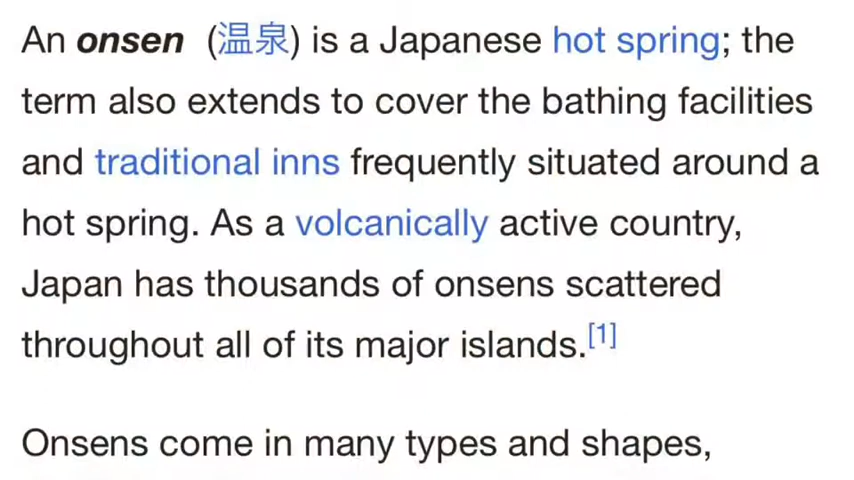 An onsen (温泉) is a Japanese hot spring; the
term also extends to cover the bathing facilities
and traditional inns frequently situated around a
hot spring. As a volcanically active country,
Japan has thousands of onsens scattered
throughout all of its major islands.[1]
Onsens come in many types and shapes,